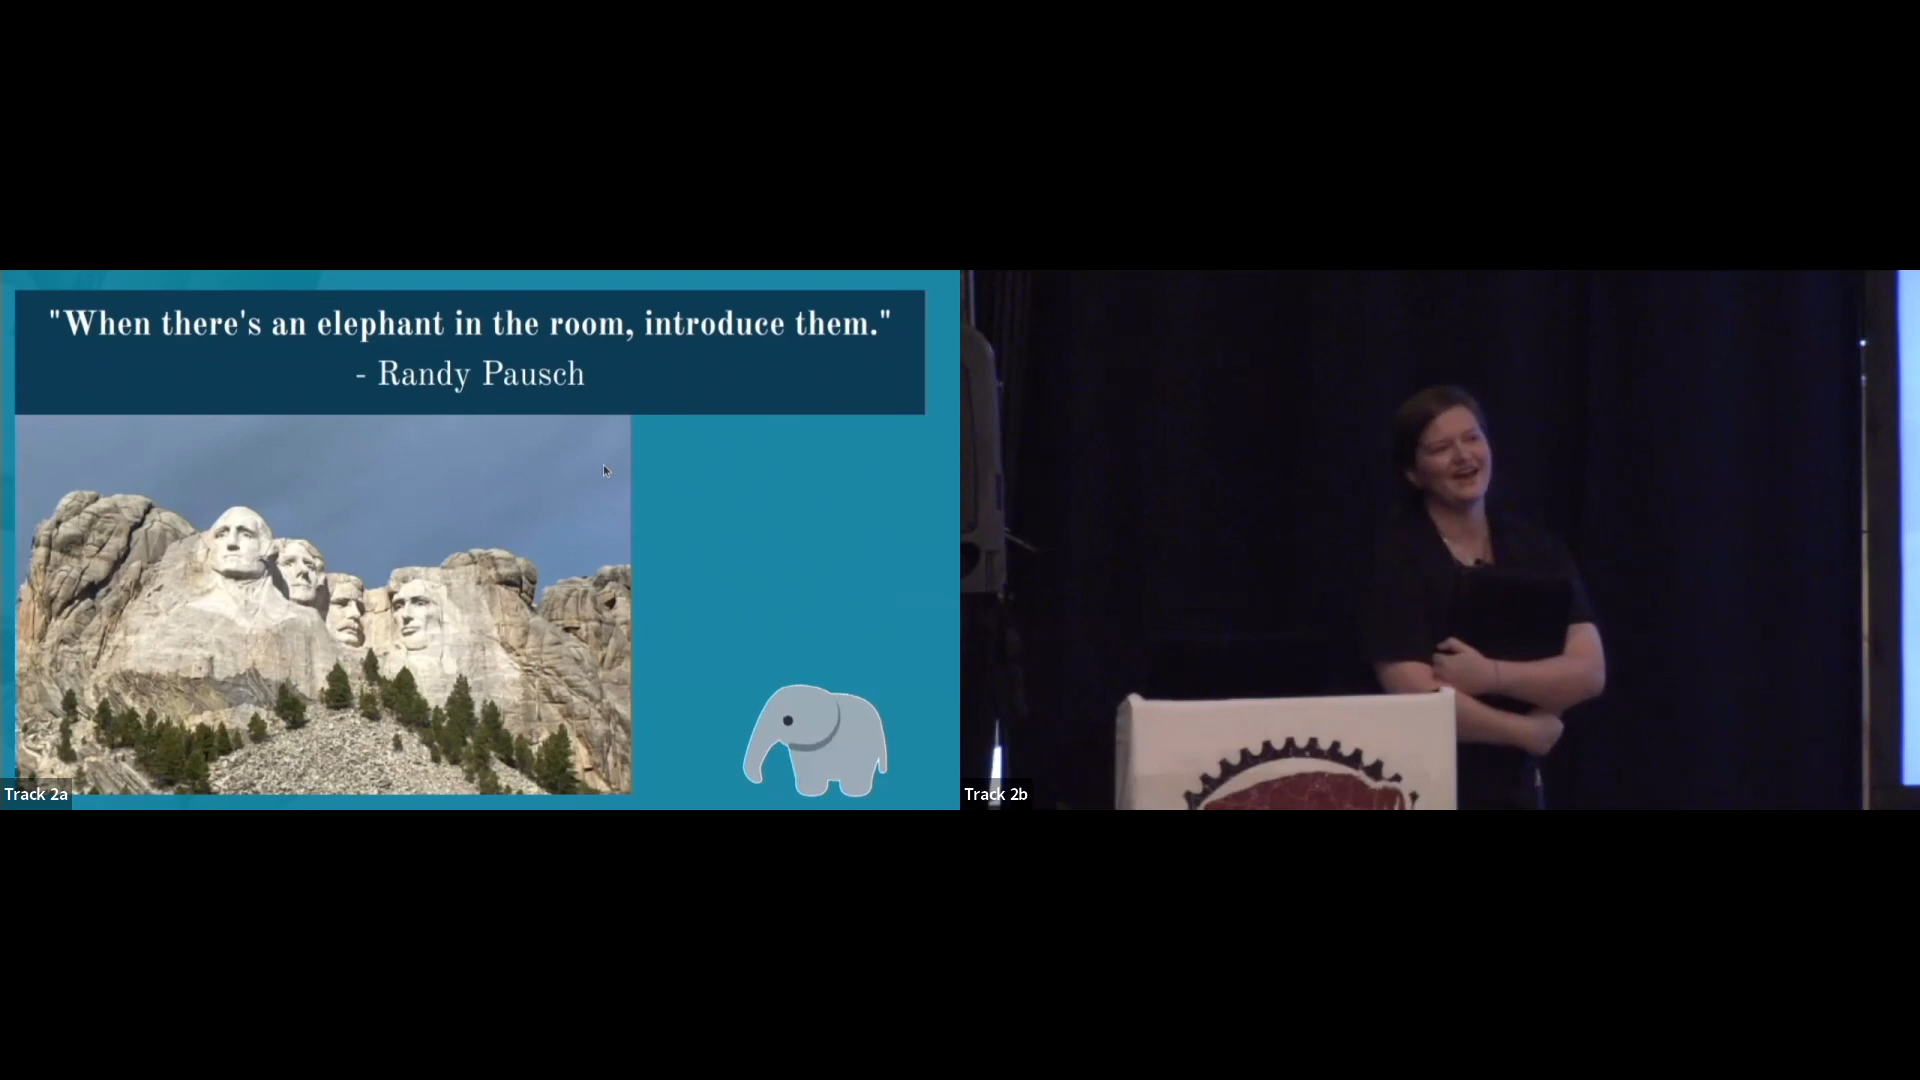 "When there's an elephant in the room, introduce them."
- Randy Pausch
Track 2a
Track 2b